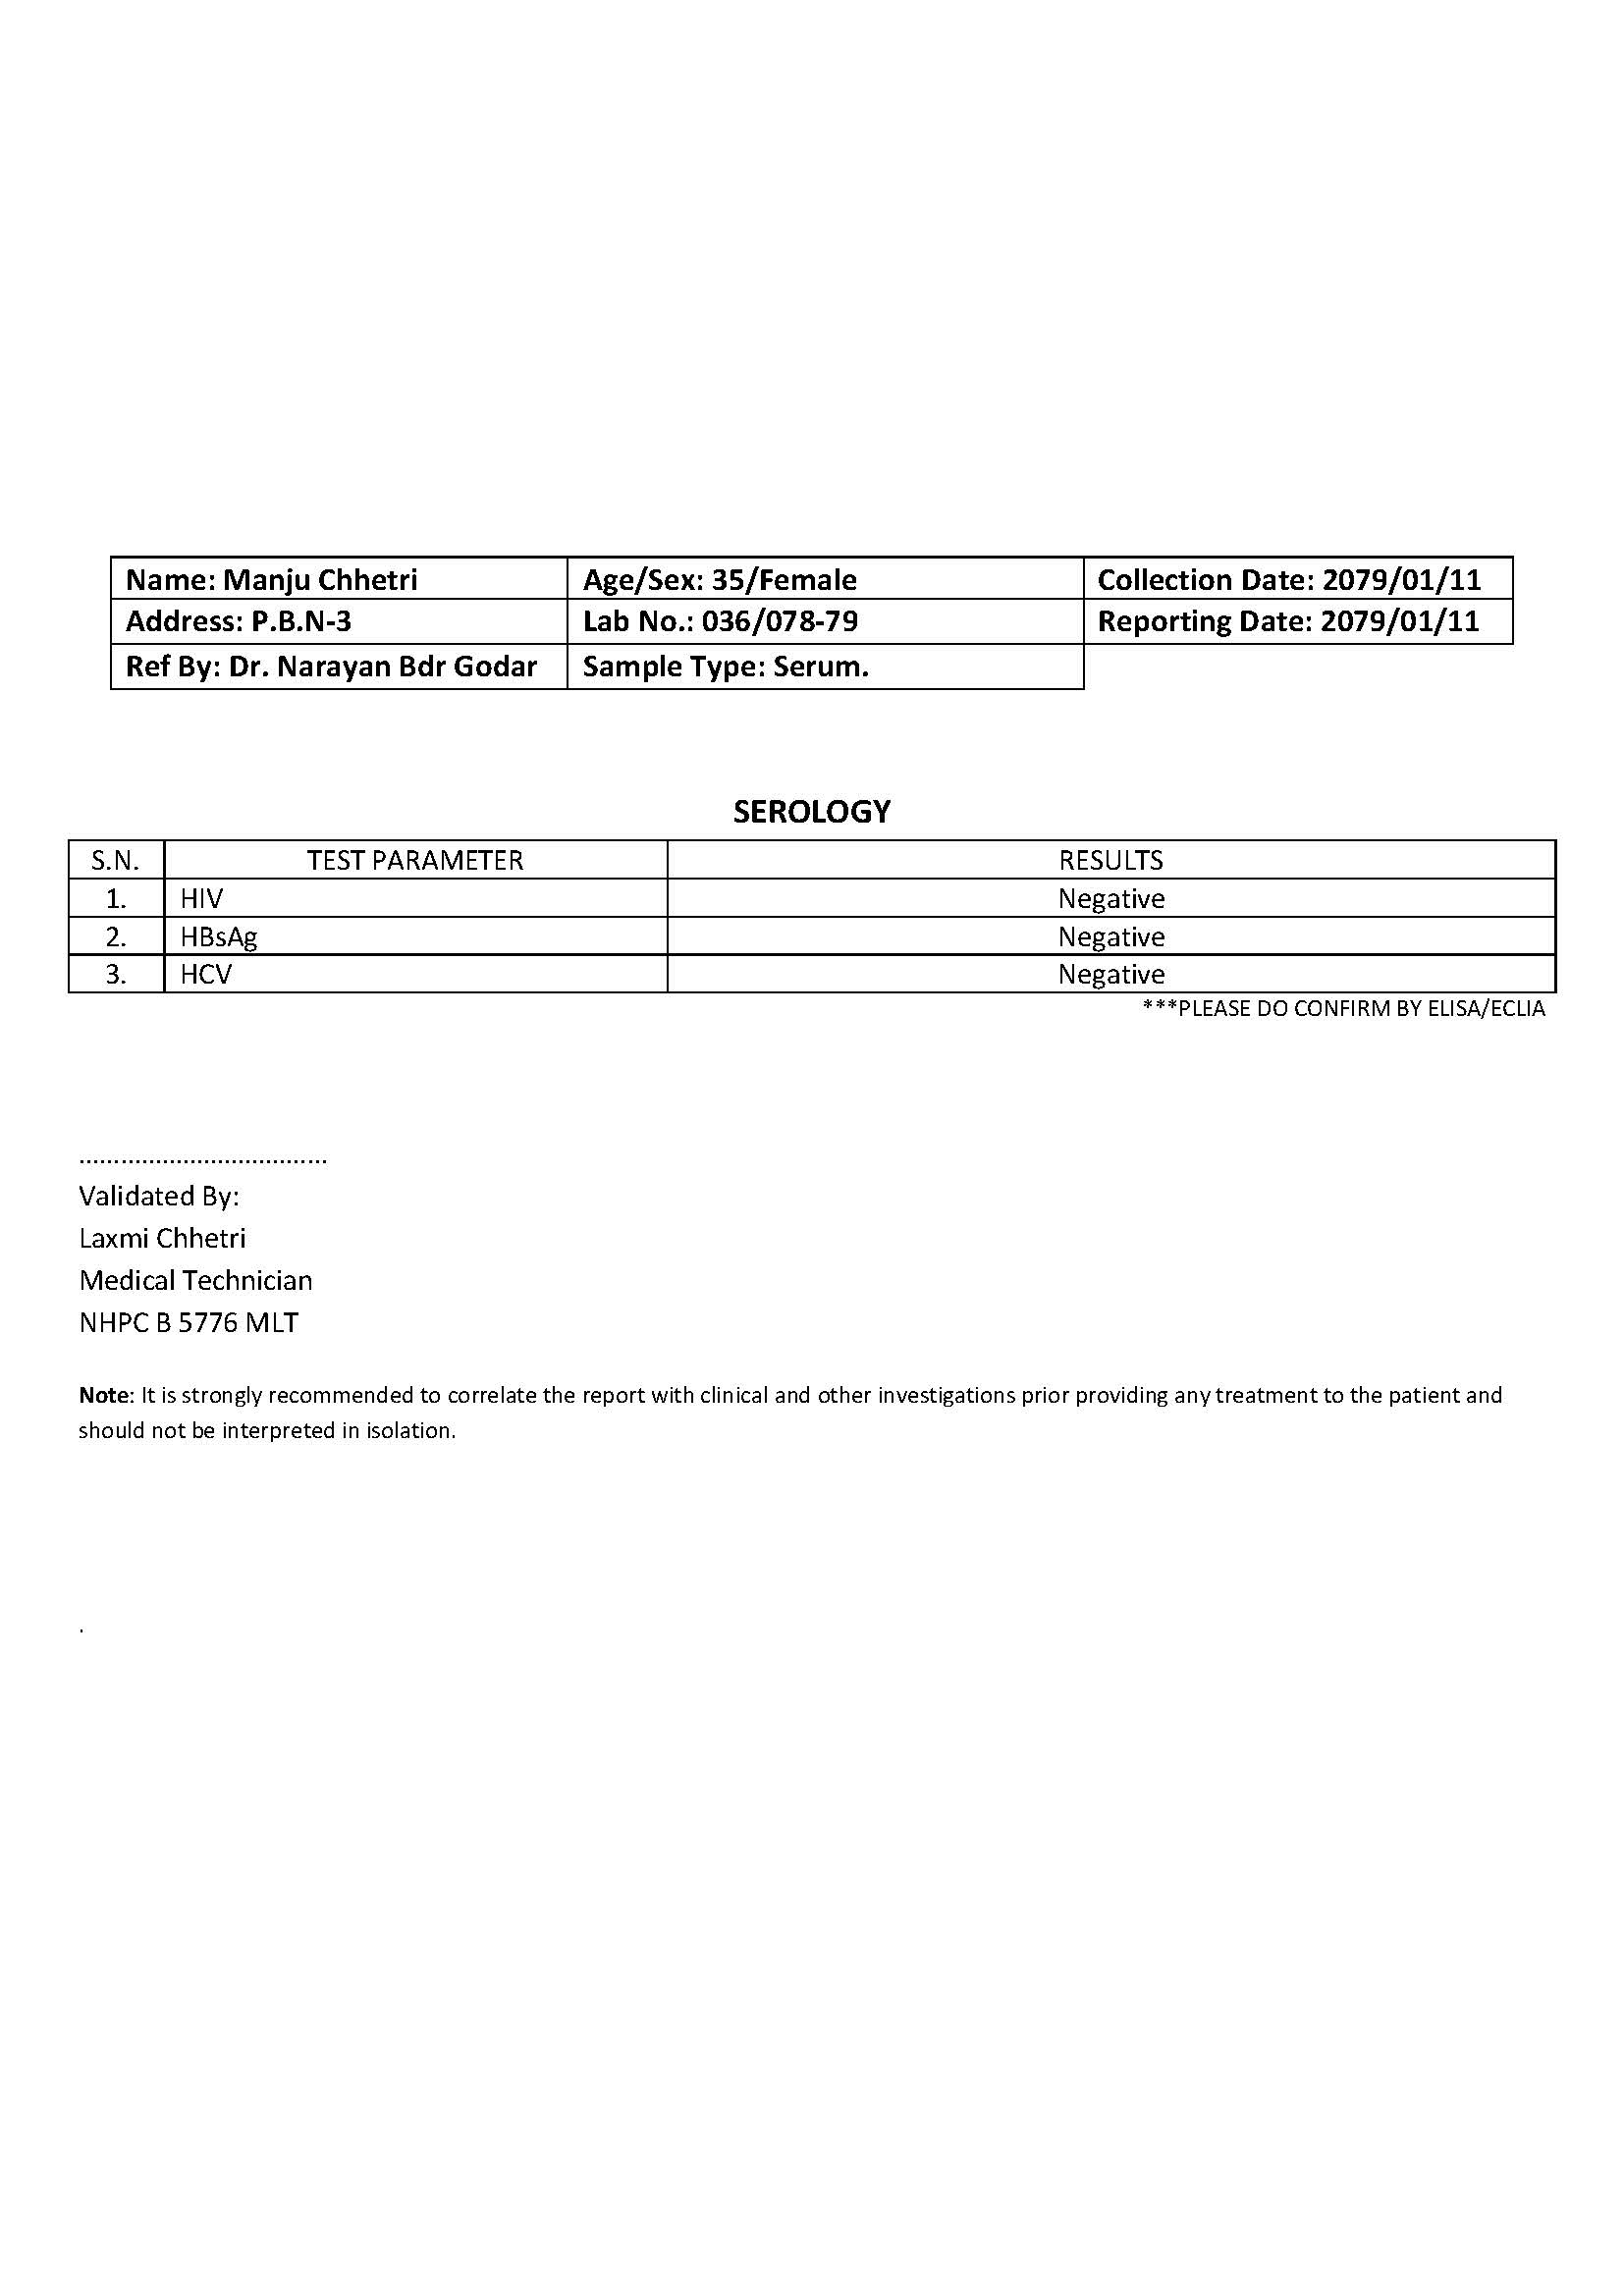 Name: Manju Chhetri Age/Sex: 35/Female Collection Date: 2079/01/11
Address: P.B.N-3 Lab No.: 036/078-79 Reporting Date: 2079/01/11
Ref By: Dr. Narayan Bdr Godar Sample Type: Serum.
SEROLOGY
S.N. TEST PARAMETER RESULTS
1. HIV Negative
2. HBsAg Negative
3. HCV Negative
***PLEASE DO CONFIRM BY ELISA/ECLIA
....................................
Validated By:
Laxmi Chhetri
Medical Technician
NHPC B 5776 MLT
Note: It is strongly recommended to correlate the report with clinical and other investigations prior providing any treatment to the patient and
should not be interpreted in isolation.
.